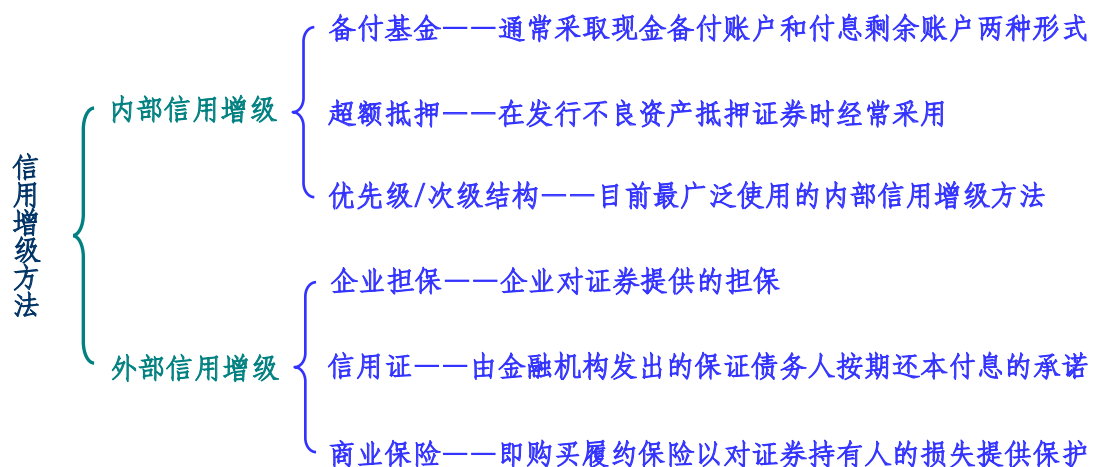 信用增级方法
内部信用增级
备付基金——通常采取现金备付账户和付息剩余账户两种形式
超额抵押——在发行不良资产抵押证券时经常采用
优先级/次级结构——目前最广泛使用的内部信用增级方法
外部信用增级
企业担保——企业对证券提供的担保
信用证——由金融机构发出的保证债务人按期还本付息的承诺
商业保险——即购买履约保险以对证券持有人的损失提供保护